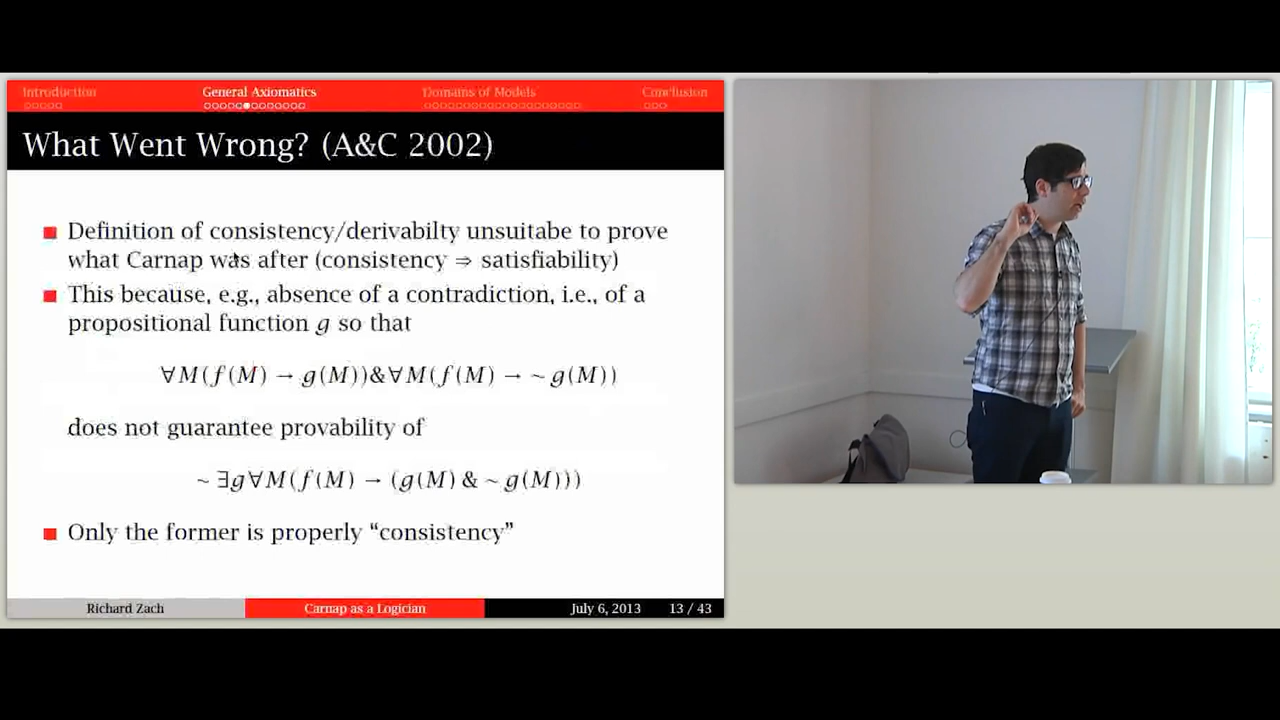 Introduction General Axiomatics Domains of Models Conclusion
What Went Wrong? (A&C 2002)
Definition of consistency/derivabilty unsuitabe to prove
what Carnap was after (consistency ⇒ satisfiability)
This because, e.g., absence of a contradiction, i.e., of a
propositional function g so that
∀M(f(M) → g(M))&∀M(f(M) → ~ g(M))
does not guarantee provability of
~ ∃g∀M(f(M) → (g(M) & ~ g(M)))
Only the former is properly “consistency”
Richard Zach Carnap as a Logician July 6, 2013 13 / 43